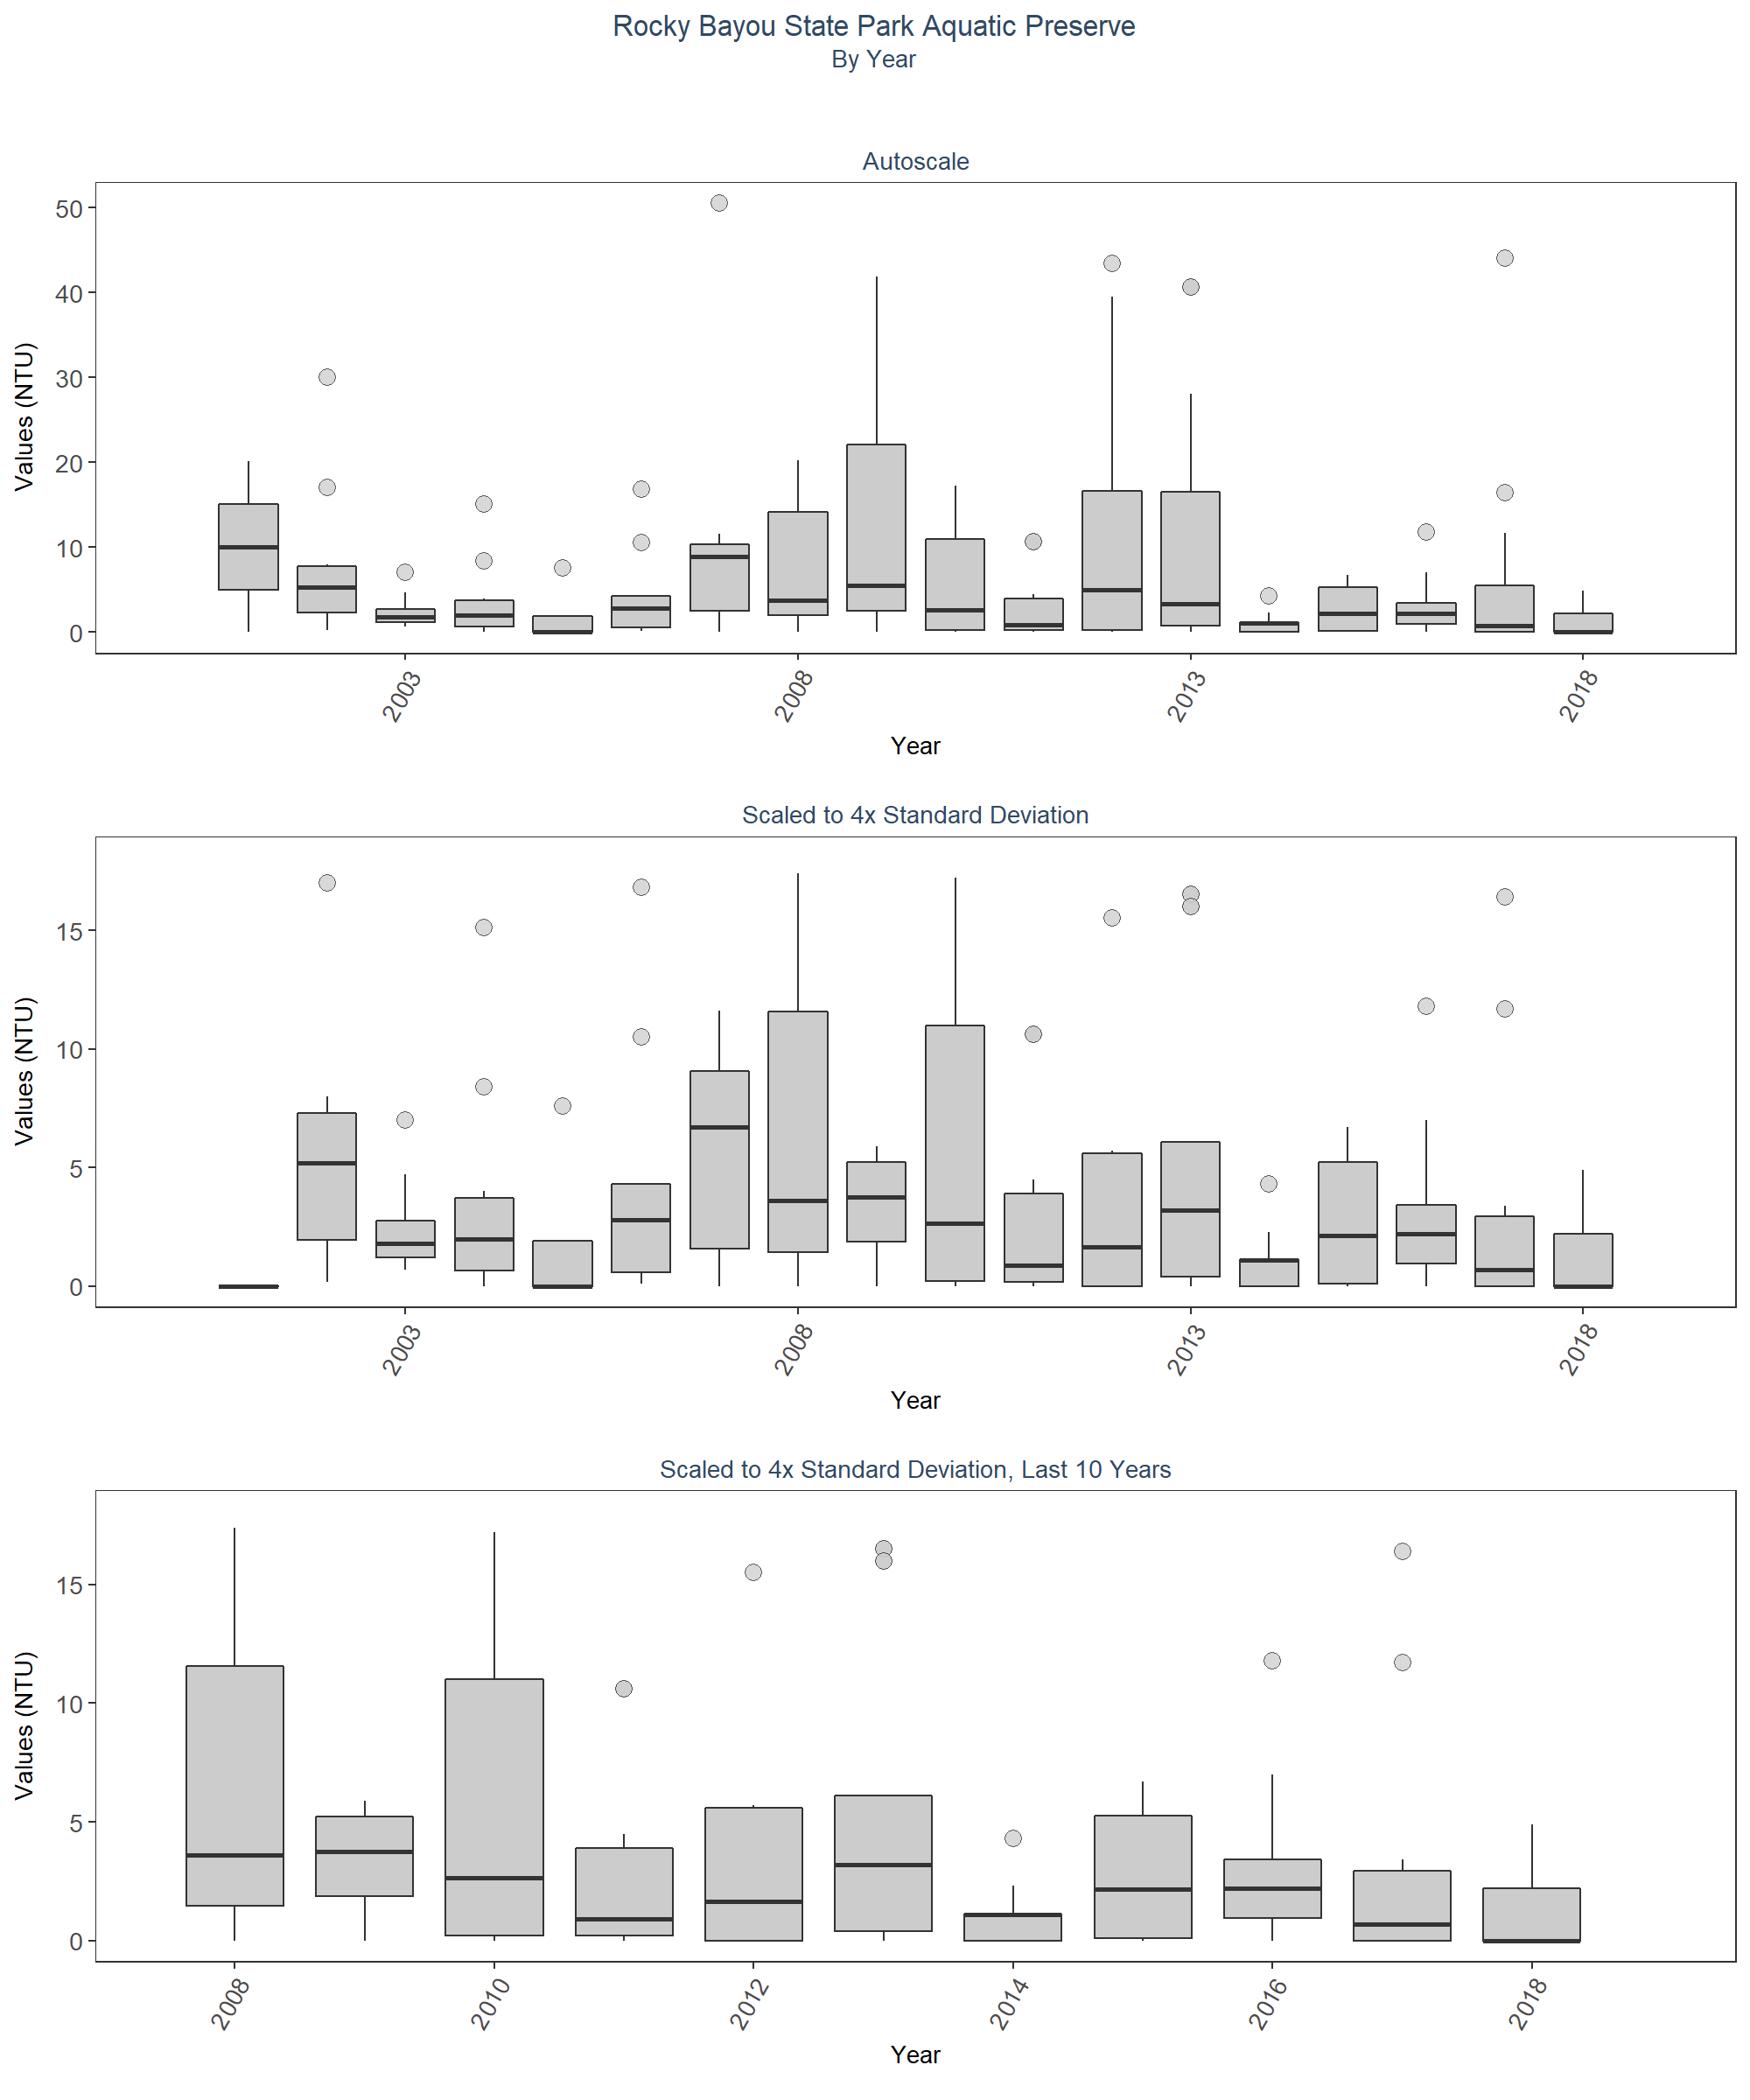 Rocky Bayou State Park Aquatic Preserve
By Year
Autoscale
Values (NTU)
50
40
30
20
10
0
2003
2008
2013
2018
Year
Scaled to 4x Standard Deviation
Values (NTU)
15
10
5
0
2003
2008
2013
2018
Year
Scaled to 4x Standard Deviation, Last 10 Years
Values (NTU)
15
10
5
0
2008
2010
2012
2014
2016
2018
Year